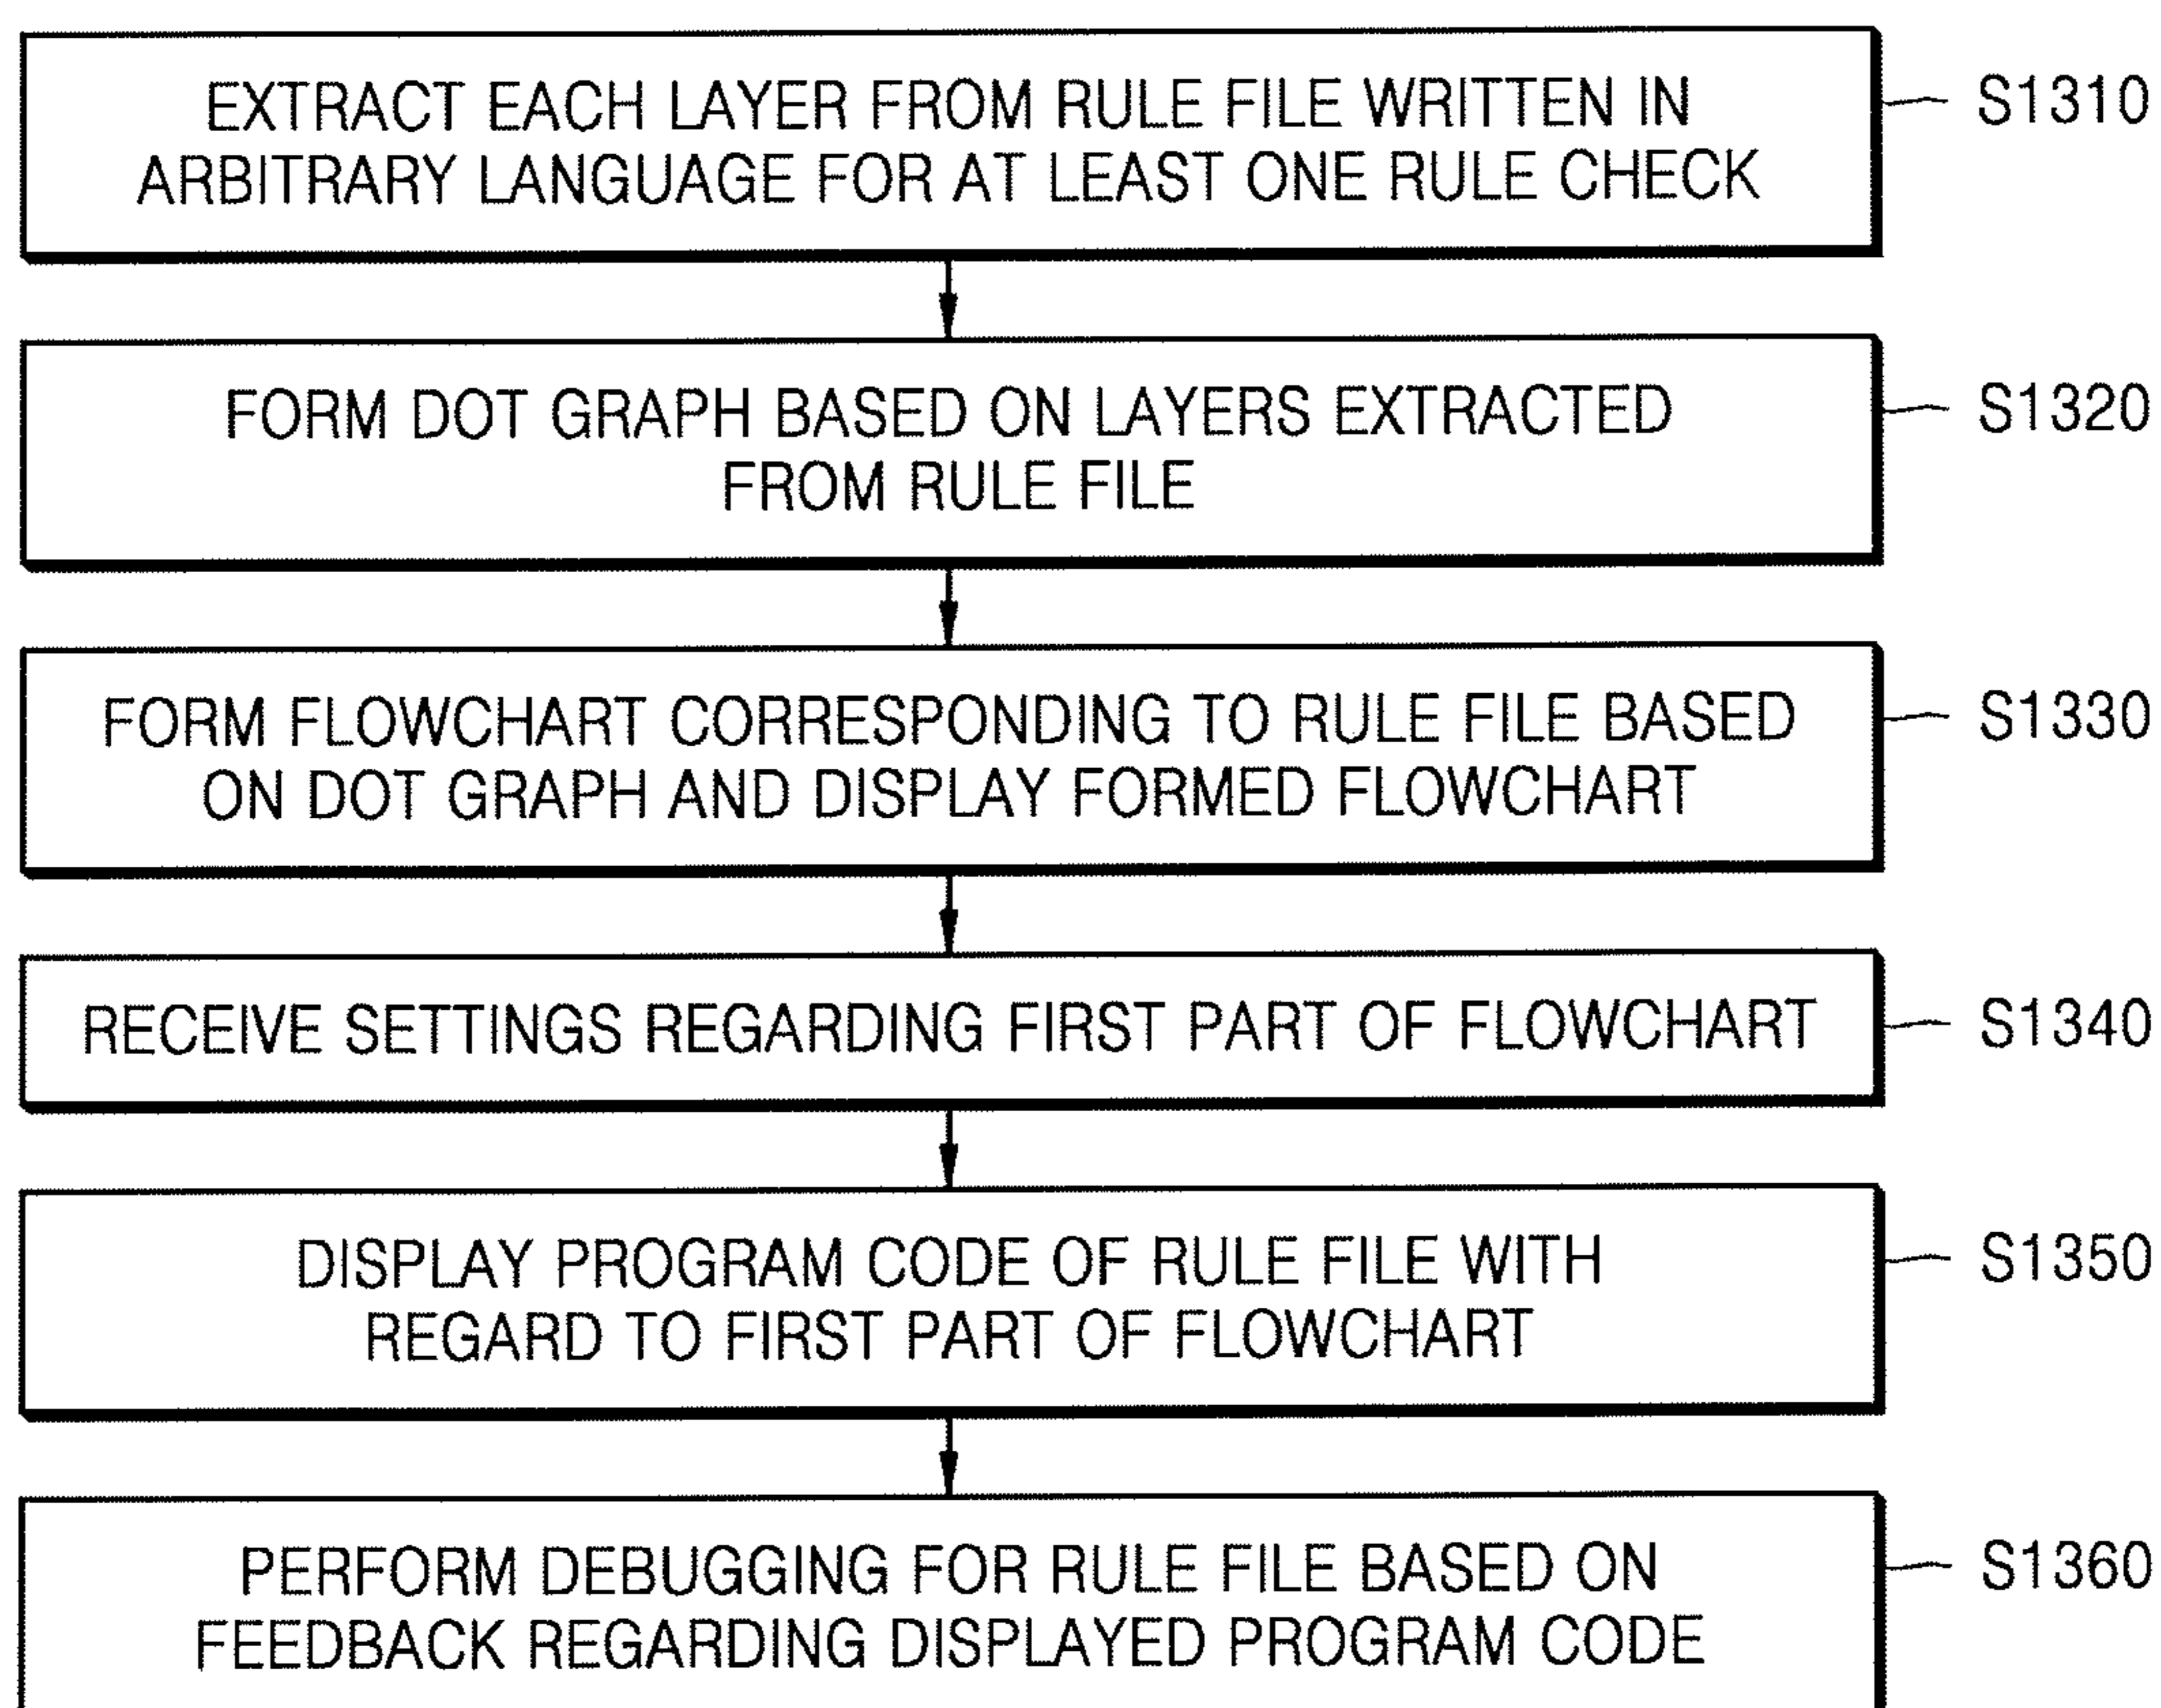 EXTRACT EACH LAYER FROM RULE FILE WRITTEN IN
ARBITRARY LANGUAGE FOR AT LEAST ONE RULE CHECK
S1310
FORM DOT GRAPH BASED ON LAYERS EXTRACTED
FROM RULE FILE
S1320
FORM FLOWCHART CORRESPONDING TO RULE FILE BASED
ON DOT GRAPH AND DISPLAY FORMED FLOWCHART
S1330
RECEIVE SETTINGS REGARDING FIRST PART OF FLOWCHART
S1340
DISPLAY PROGRAM CODE OF RULE FILE WITH
REGARD TO FIRST PART OF FLOWCHART
S1350
PERFORM DEBUGGING FOR RULE FILE BASED ON
FEEDBACK REGARDING DISPLAYED PROGRAM CODE
S1360